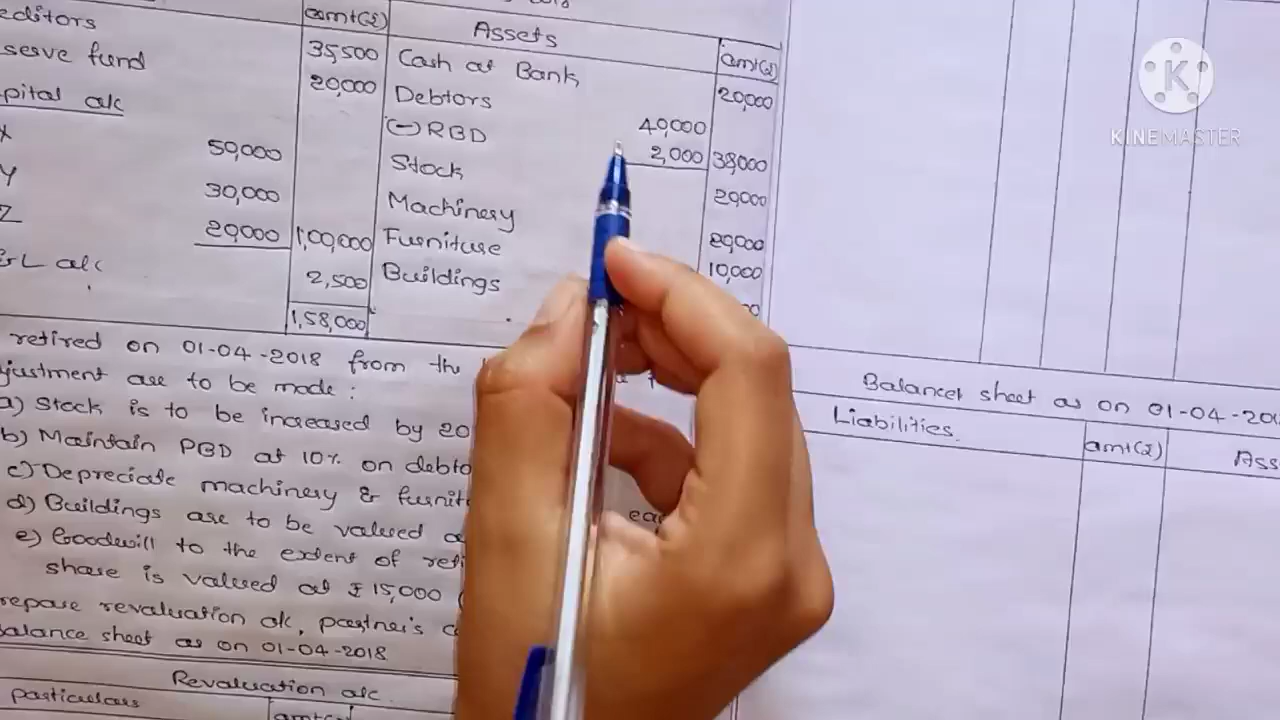 2018
editors amt(₹) Assets amt(₹)
serve fund 35,500 Cash at Bank 20,000
pital a/c 20,000 Debtors 40,000
X 50,000 (-) RBD 2,000 38,000
Y 30,000 Stock 20,000
Z 20,000 1,00,000 Machinery 20,000
&L a/c 2,500 Furniture 10,000
1,58,000 Buildings
retired on 01-04-2018 from the
justment are to be made:
a) Stock is to be increased by 20
b) Maintain PBD at 10% on debto
c) Depreciate machinery & furnit
d) Buildings are to be valued
e) Goodwill to the extent of reti
share is valued at ₹ 15,000
repare revaluation a/c, partner's
Balance sheet as on 01-04-2018
Revaluation a/c.
particulars amt(₹)
Balance sheet as on 01-04-201
Liabilities. amt(₹) Ass
KINEMASTER